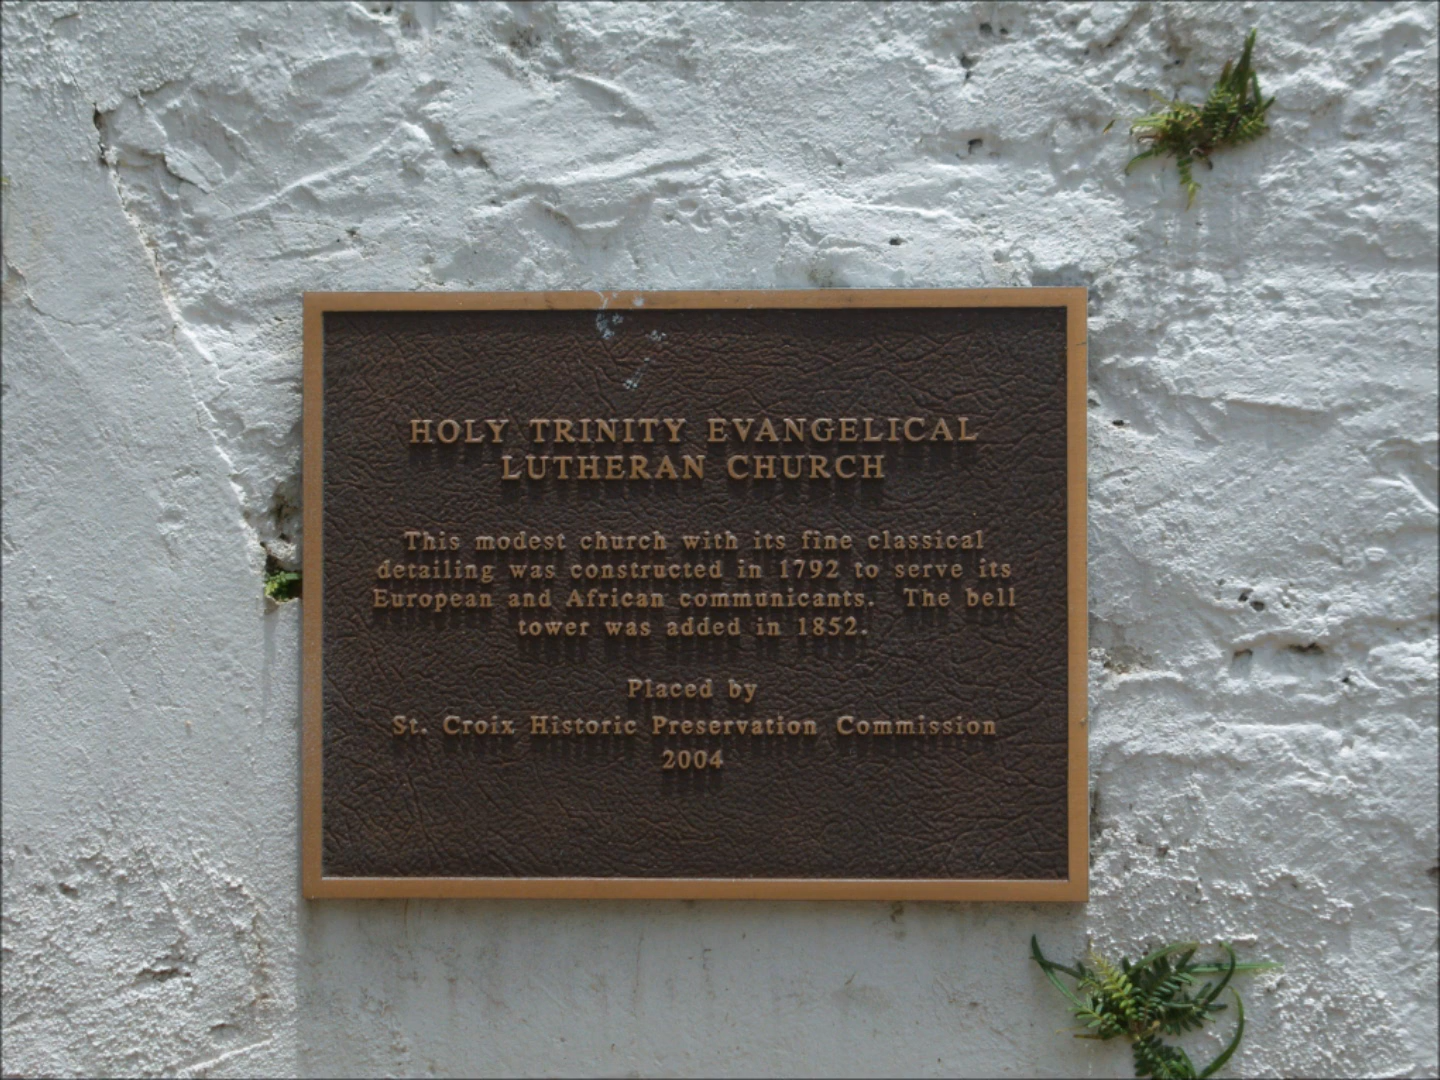 HOLY TRINITY EVANGELICAL
LUTHERAN CHURCH
This modest church with its fine classical
detailing was constructed in 1792 to serve its
European and African communicants. The bell
tower was added in 1852.
Placed by
St. Croix Historic Preservation Commission
2004